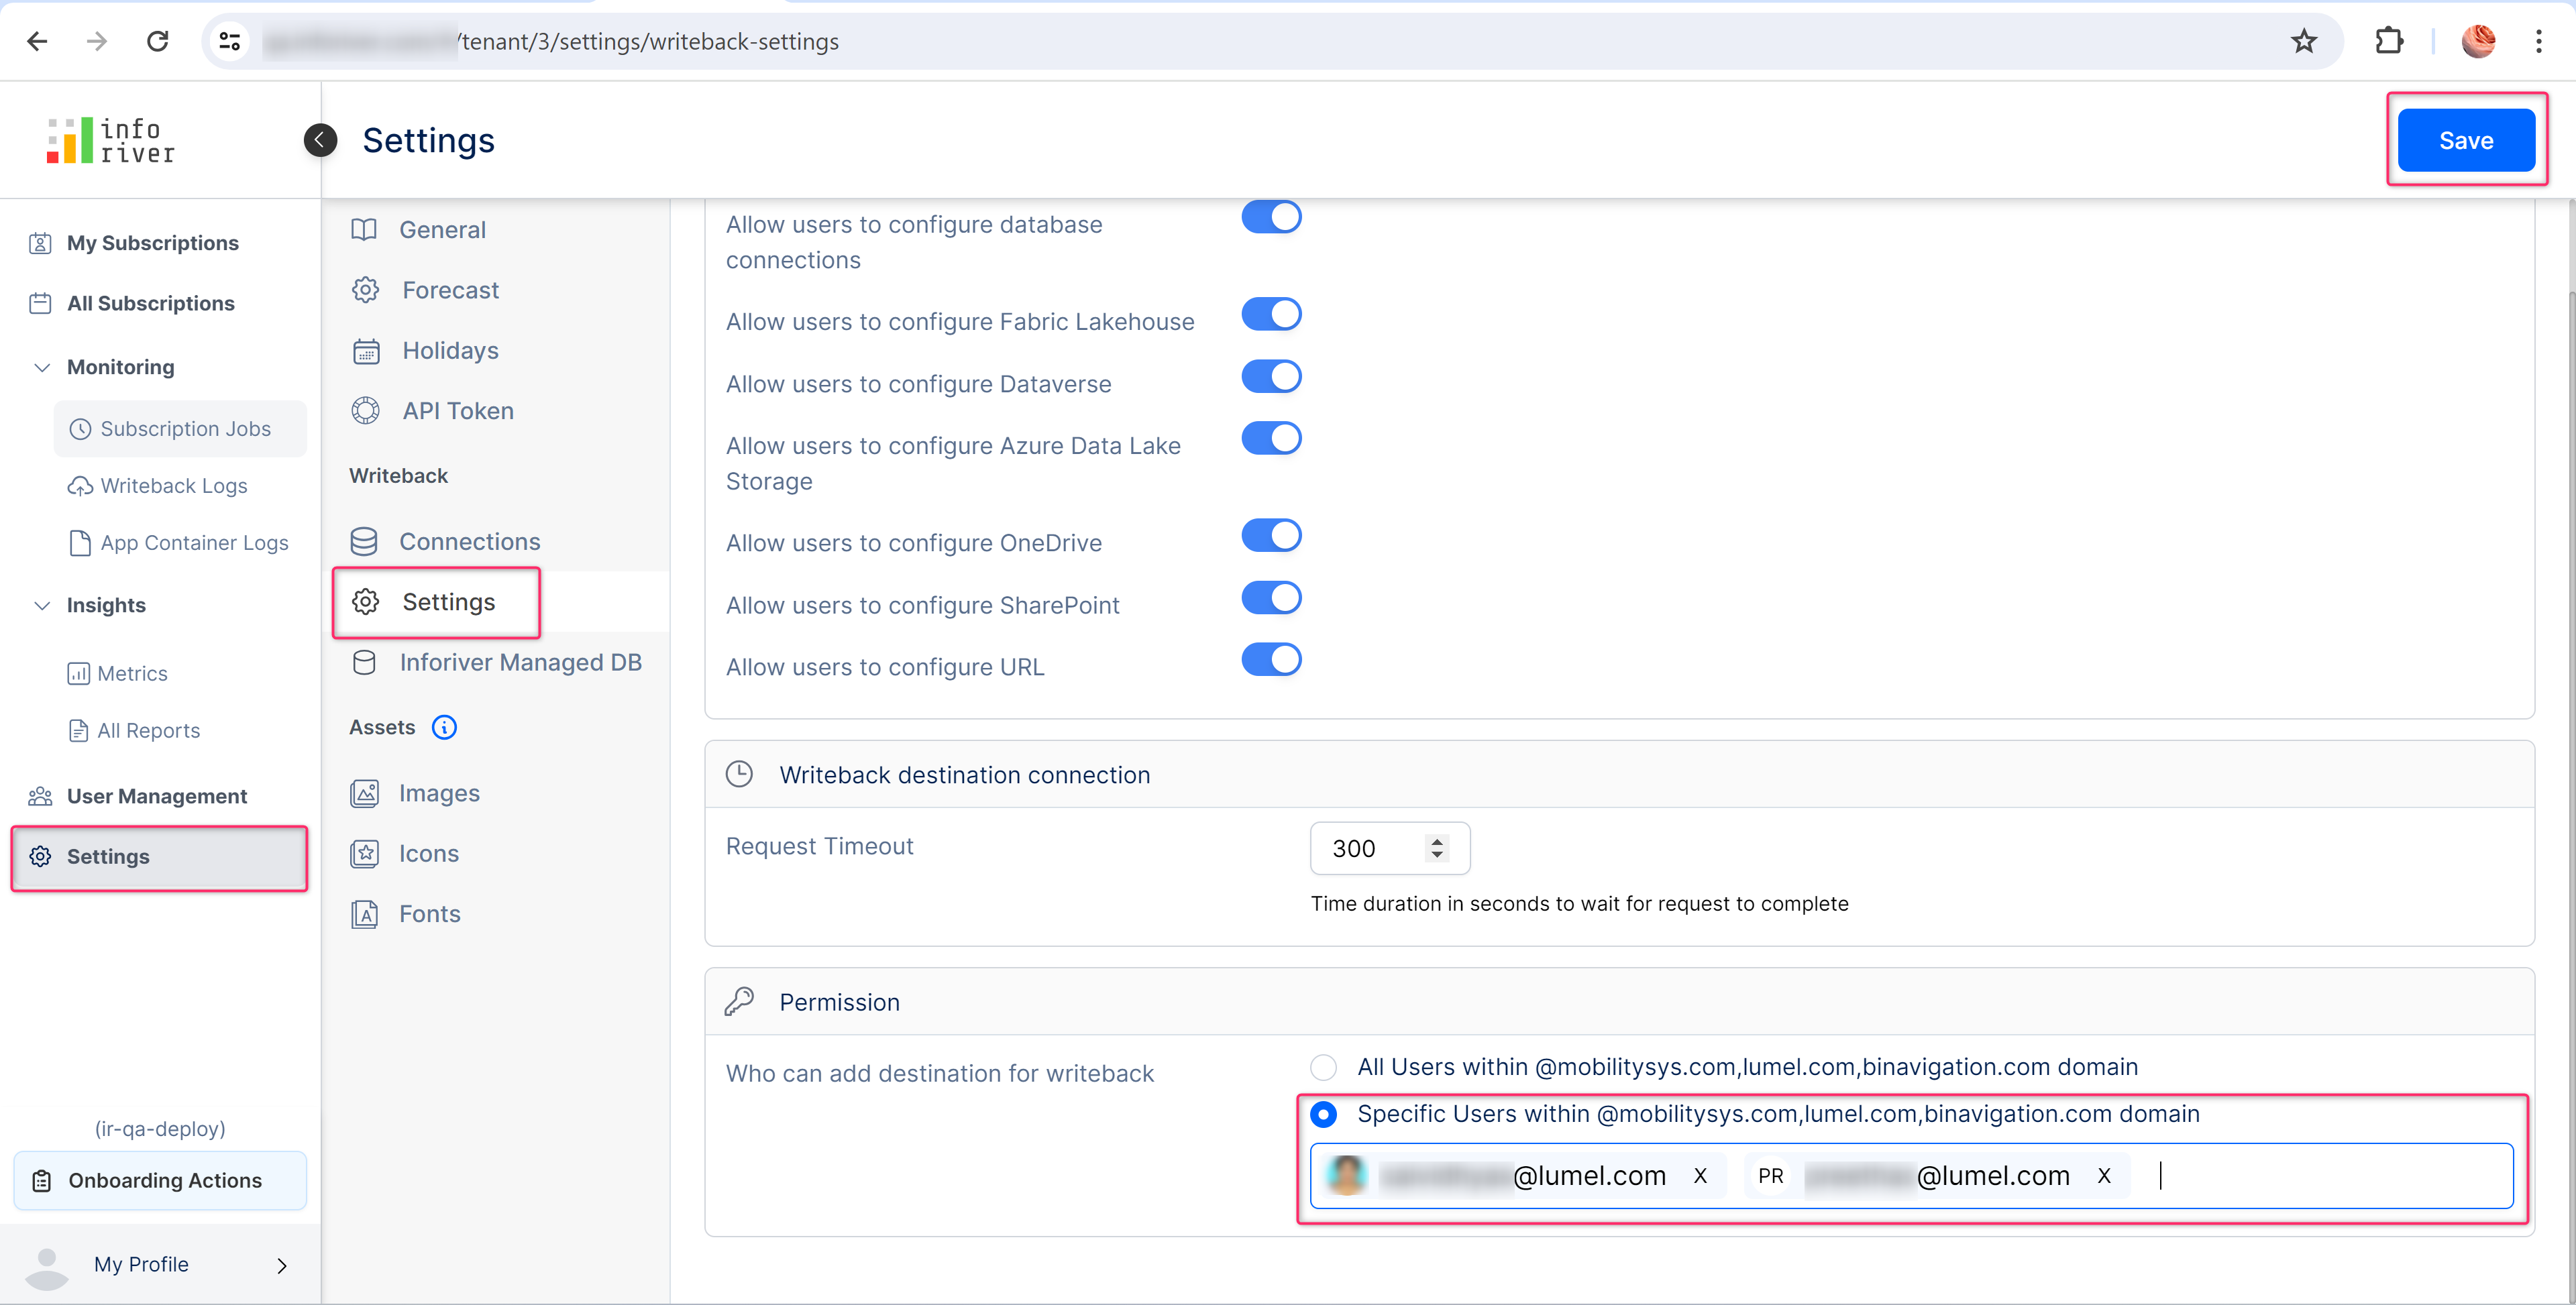 /tenant/3/settings/writeback-settings
info
river
Settings
Save
My Subscriptions
All Subscriptions
Monitoring
Subscription Jobs
Writeback Logs
App Container Logs
Insights
Metrics
All Reports
User Management
Settings
(ir-qa-deploy)
Onboarding Actions
My Profile
General
Forecast
Holidays
API Token
Writeback
Connections
Settings
Inforiver Managed DB
Assets
Images
Icons
Fonts
Allow users to configure database
connections
Allow users to configure Fabric Lakehouse
Allow users to configure Dataverse
Allow users to configure Azure Data Lake
Storage
Allow users to configure OneDrive
Allow users to configure SharePoint
Allow users to configure URL
Writeback destination connection
Request Timeout
300
Time duration in seconds to wait for request to complete
Permission
Who can add destination for writeback
All Users within @mobilitysys.com,lumel.com,binavigation.com domain
Specific Users within @mobilitysys.com,lumel.com,binavigation.com domain
@lumel.com X PR @lumel.com X